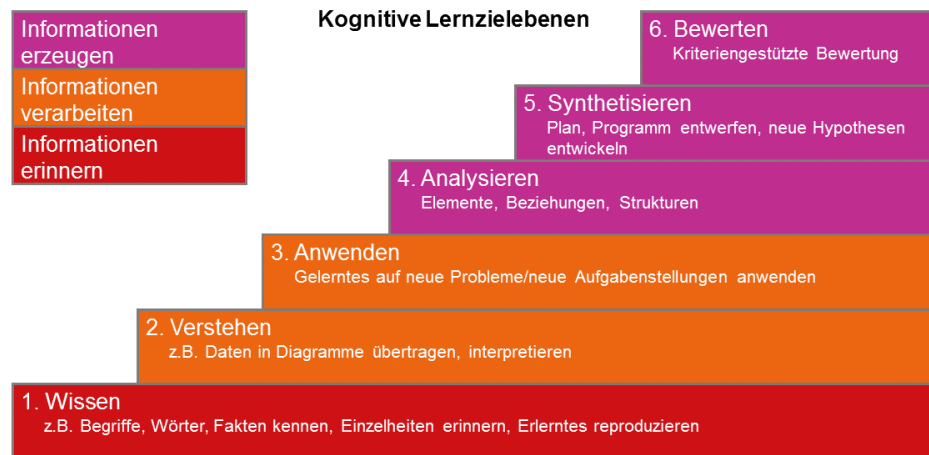 Kognitive Lernzielebenen
Informationen
erzeugen
Informationen
verarbeiten
Informationen
erinnern
6. Bewerten
Kriteriengestützte Bewertung
5. Synthetisieren
Plan, Programm entwerfen, neue Hypothesen
entwickeln
4. Analysieren
Elemente, Beziehungen, Strukturen
3. Anwenden
Gelerntes auf neue Probleme/neue Aufgabenstellungen anwenden
2. Verstehen
z.B. Daten in Diagramme übertragen, interpretieren
1. Wissen
z.B. Begriffe, Wörter, Fakten kennen, Einzelheiten erinnern, Erlerntes reproduzieren